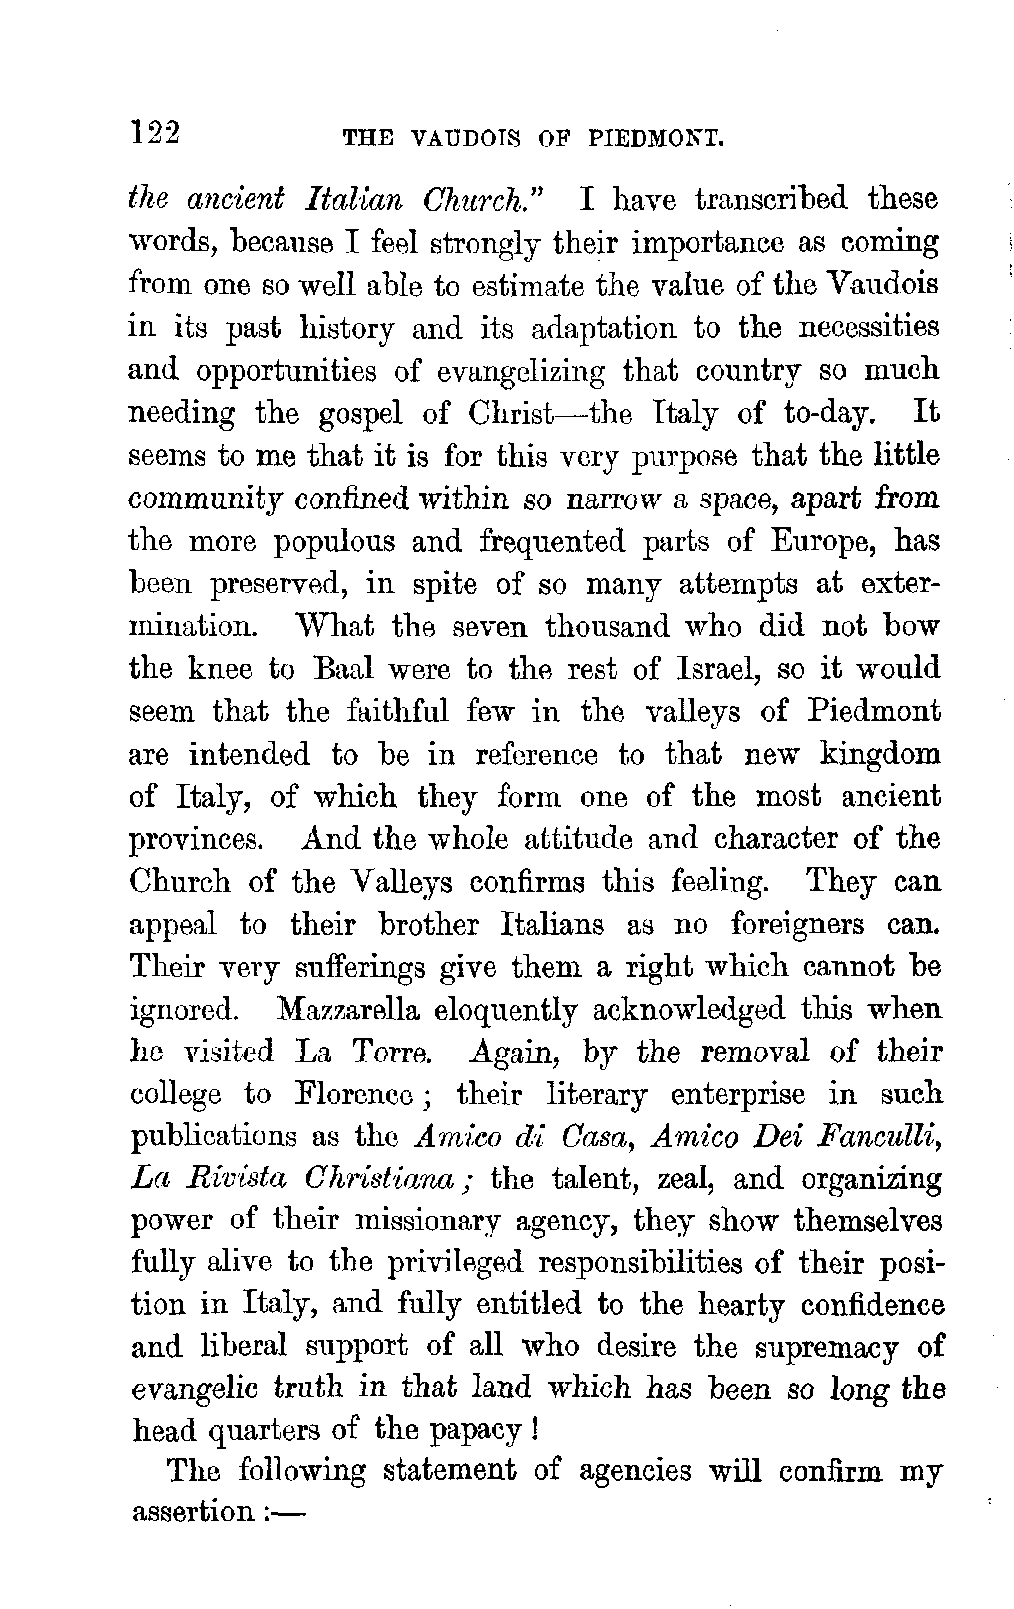 122 THE VAUDOIS OF PIEDMONT.
the ancient Italian Church.” I have transcribed these
words, because I feel strongly their importance as coming
from one so well able to estimate the value of the Vaudois
in its past history and its adaptation to the necessities
and opportunities of evangelizing that country so much
needing the gospel of Christ—the Italy of to-day. It
seems to me that it is for this very purpose that the little
community confined within so narrow a space, apart from
the more populous and frequented parts of Europe, has
been preserved, in spite of so many attempts at exter-
mination. What the seven thousand who did not bow
the knee to Baal were to the rest of Israel, so it would
seem that the faithful few in the valleys of Piedmont
are intended to be in reference to that new kingdom
of Italy, of which they form one of the most ancient
provinces. And the whole attitude and character of the
Church of the Valleys confirms this feeling. They can
appeal to their brother Italians as no foreigners can.
Their very sufferings give them a right which cannot be
ignored. Mazzarella eloquently acknowledged this when
he visited La Torre. Again, by the removal of their
college to Florence; their literary enterprise in such
publications as the Amico di Casa, Amico Dei Fanculli,
La Rivista Christiana; the talent, zeal, and organizing
power of their missionary agency, they show themselves
fully alive to the privileged responsibilities of their posi-
tion in Italy, and fully entitled to the hearty confidence
and liberal support of all who desire the supremacy of
evangelic truth in that land which has been so long the
head quarters of the papacy!
The following statement of agencies will confirm my
assertion:—